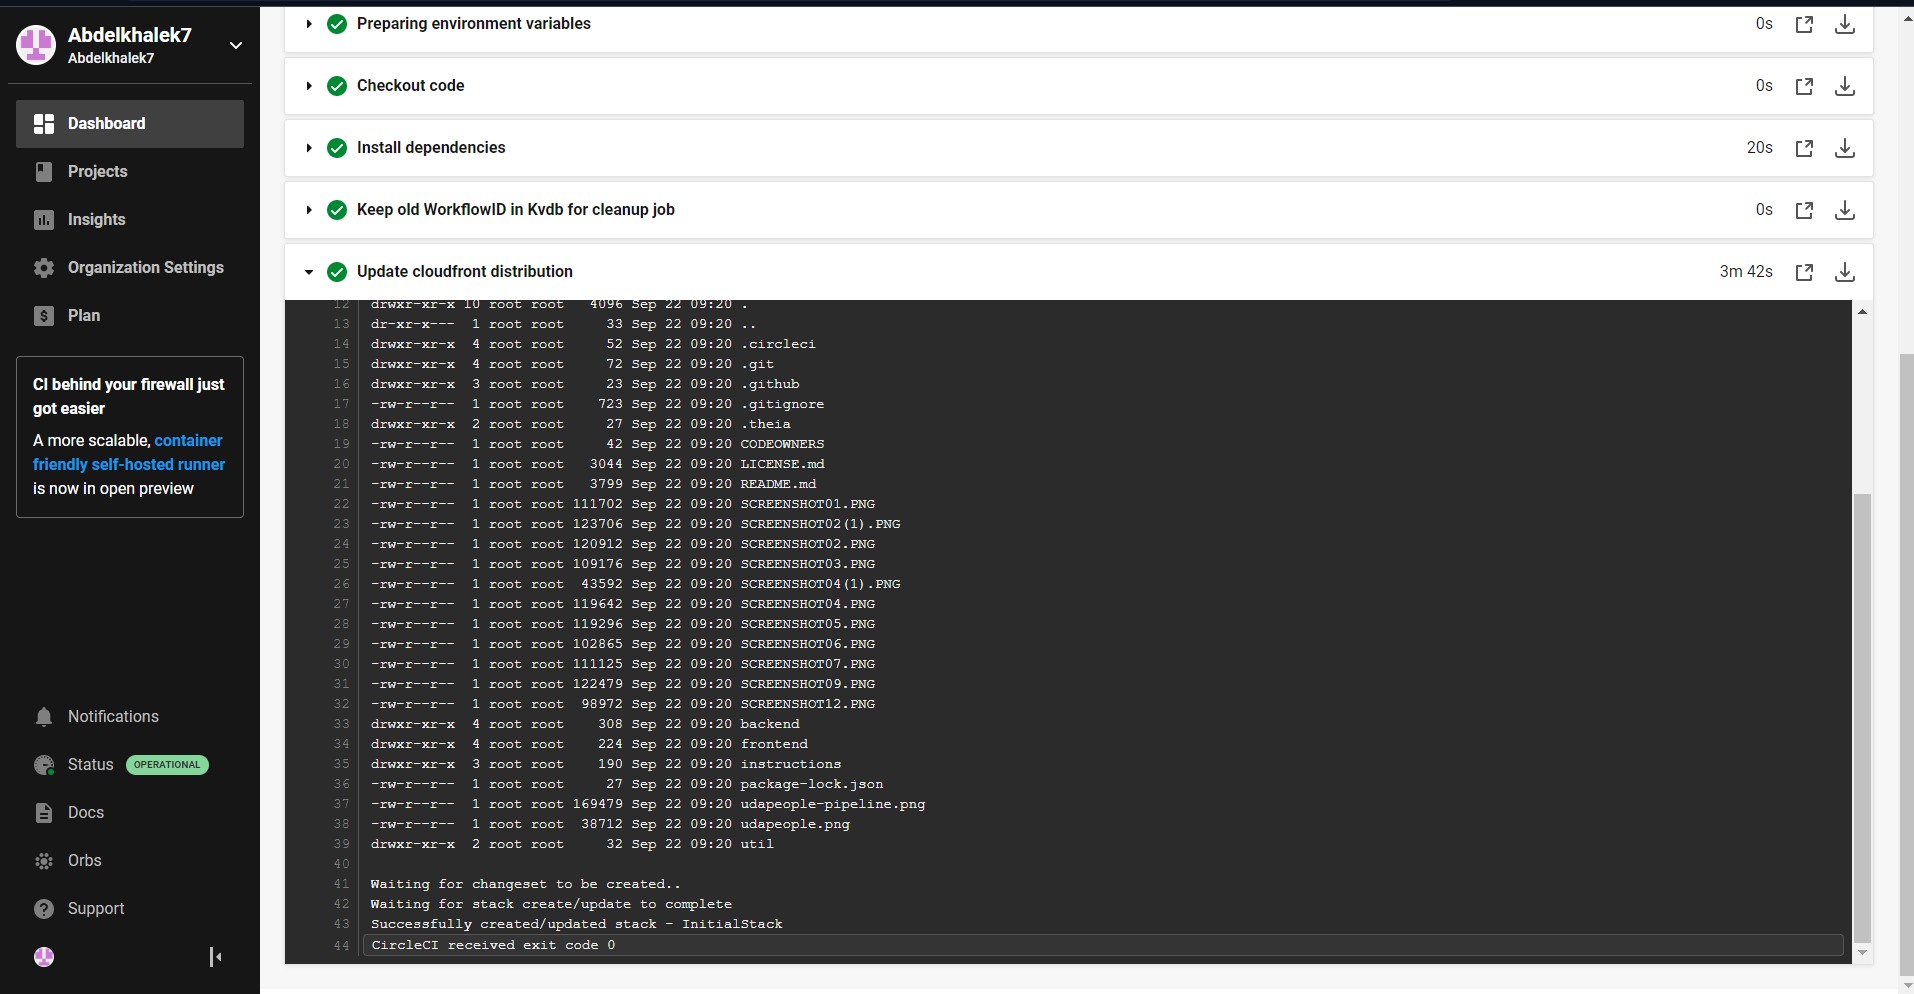 Abdelkhalek7
Abdelkhalek7
Dashboard
Projects
Insights
Organization Settings
Plan
CI behind your firewall just
got easier
A more scalable, container
friendly self-hosted runner
is now in open preview
Notifications
Status OPERATIONAL
Docs
Orbs
Support
Preparing environment variables 0s
Checkout code 0s
Install dependencies 20s
Keep old WorkflowID in Kvdb for cleanup job 0s
Update cloudfront distribution 3m 42s
12 drwxr-xr-x 10 root root 4096 Sep 22 09:20 .
13 dr-xr-x--- 1 root root 33 Sep 22 09:20 ..
14 drwxr-xr-x 4 root root 52 Sep 22 09:20 .circleci
15 drwxr-xr-x 4 root root 72 Sep 22 09:20 .git
16 drwxr-xr-x 3 root root 23 Sep 22 09:20 .github
17 -rw-r--r-- 1 root root 723 Sep 22 09:20 .gitignore
18 drwxr-xr-x 2 root root 27 Sep 22 09:20 .theia
19 -rw-r--r-- 1 root root 42 Sep 22 09:20 CODEOWNERS
20 -rw-r--r-- 1 root root 3044 Sep 22 09:20 LICENSE.md
21 -rw-r--r-- 1 root root 3799 Sep 22 09:20 README.md
22 -rw-r--r-- 1 root root 111702 Sep 22 09:20 SCREENSHOT01.PNG
23 -rw-r--r-- 1 root root 123706 Sep 22 09:20 SCREENSHOT02(1).PNG
24 -rw-r--r-- 1 root root 120912 Sep 22 09:20 SCREENSHOT02.PNG
25 -rw-r--r-- 1 root root 109176 Sep 22 09:20 SCREENSHOT03.PNG
26 -rw-r--r-- 1 root root 43592 Sep 22 09:20 SCREENSHOT04(1).PNG
27 -rw-r--r-- 1 root root 119642 Sep 22 09:20 SCREENSHOT04.PNG
28 -rw-r--r-- 1 root root 119296 Sep 22 09:20 SCREENSHOT05.PNG
29 -rw-r--r-- 1 root root 102865 Sep 22 09:20 SCREENSHOT06.PNG
30 -rw-r--r-- 1 root root 111125 Sep 22 09:20 SCREENSHOT07.PNG
31 -rw-r--r-- 1 root root 122479 Sep 22 09:20 SCREENSHOT09.PNG
32 -rw-r--r-- 1 root root 98972 Sep 22 09:20 SCREENSHOT12.PNG
33 drwxr-xr-x 4 root root 308 Sep 22 09:20 backend
34 drwxr-xr-x 4 root root 224 Sep 22 09:20 frontend
35 drwxr-xr-x 3 root root 190 Sep 22 09:20 instructions
36 -rw-r--r-- 1 root root 27 Sep 22 09:20 package-lock.json
37 -rw-r--r-- 1 root root 169479 Sep 22 09:20 udapeople-pipeline.png
38 -rw-r--r-- 1 root root 38712 Sep 22 09:20 udapeople.png
39 drwxr-xr-x 2 root root 32 Sep 22 09:20 util
40
41 Waiting for changeset to be created..
42 Waiting for stack create/update to complete
43 Successfully created/updated stack - InitialStack
44 CircleCI received exit code 0